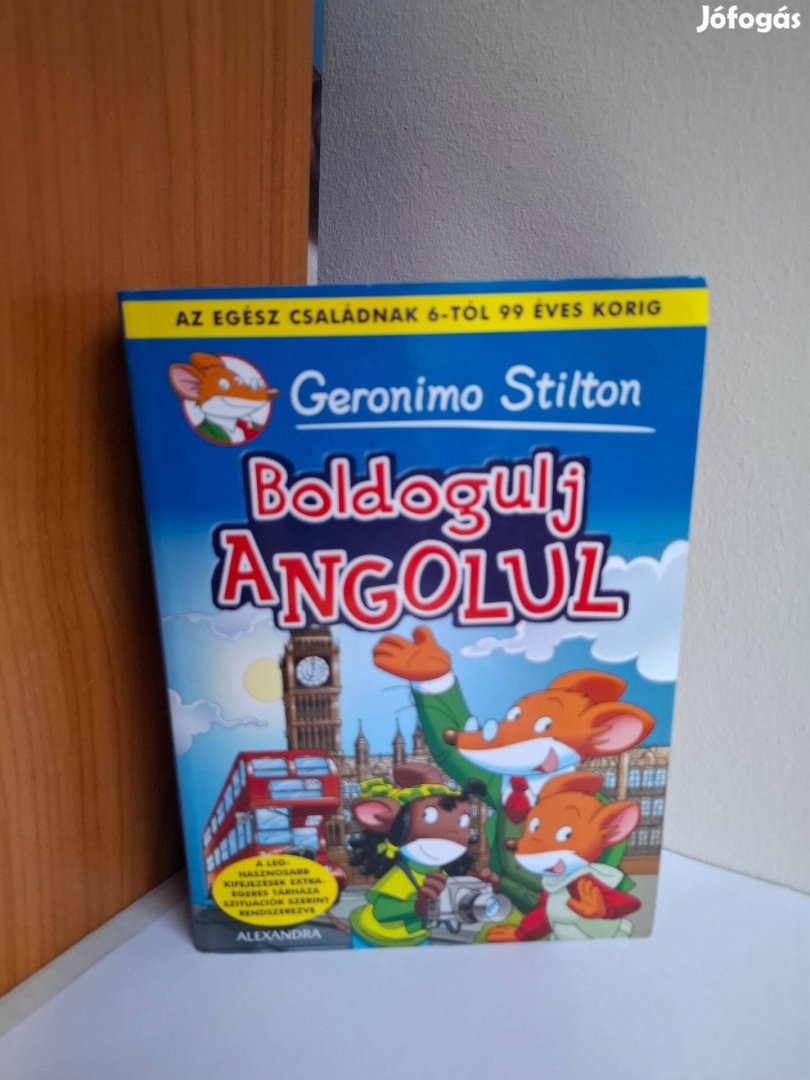 Jófogás
AZ EGÉSZ CSALÁDNAK 6-TÓL 99 ÉVES KORIG
Geronimo Stilton
Boldogulj
ANGOLUL
A LEG-
HASZNOSABB
KIFEJEZÉSEK EXTRA-
EGERES TÁRHÁZA
SZITUÁCIÓK SZERINT
RENDSZEREZVE
ALEXANDRA